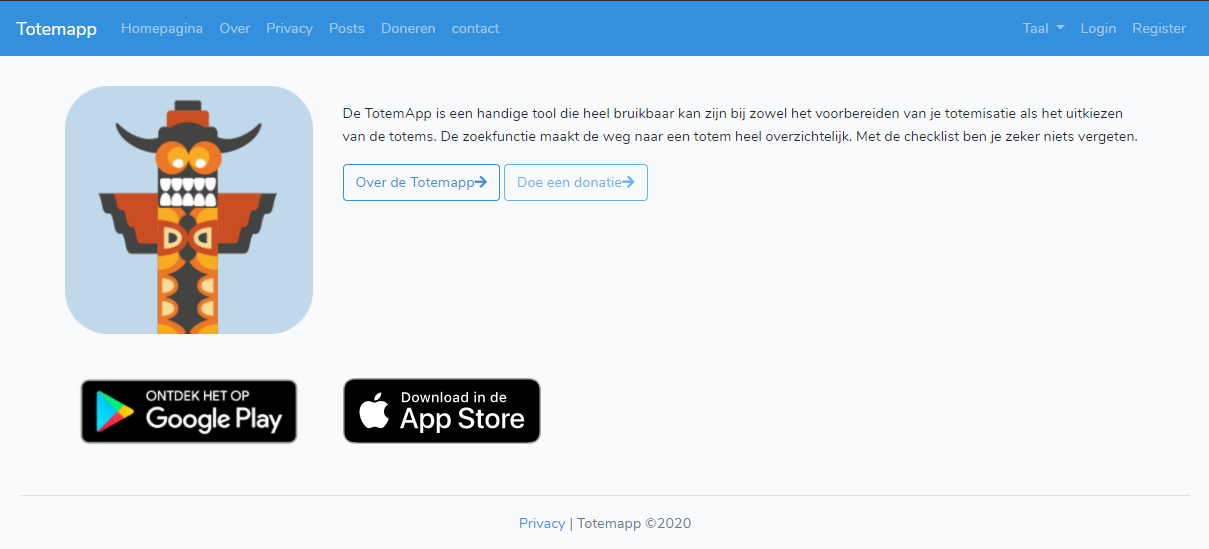 Totemapp Homepagina Over Privacy Posts Doneren contact Taal Login Register
De TotemApp is een handige tool die heel bruikbaar kan zijn bij zowel het voorbereiden van je totemisatie als het uitkiezen
van de totems. De zoekfunctie maakt de weg naar een totem heel overzichtelijk. Met de checklist ben je zeker niets vergeten.
Over de Totemapp Doe een donatie
ONTDEK HET OP
Google Play
Download in de
App Store
Privacy | Totemapp ©2020